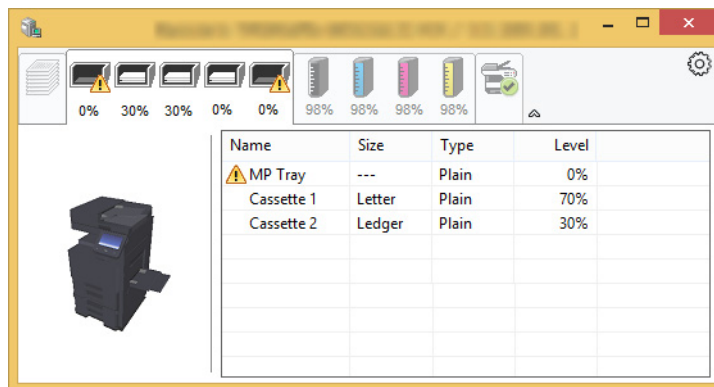 0% 30% 30% 0% 0% 98% 98% 98% 98%
Name Size Type Level
MP Tray --- Plain 0%
Cassette 1 Letter Plain 70%
Cassette 2 Ledger Plain 30%